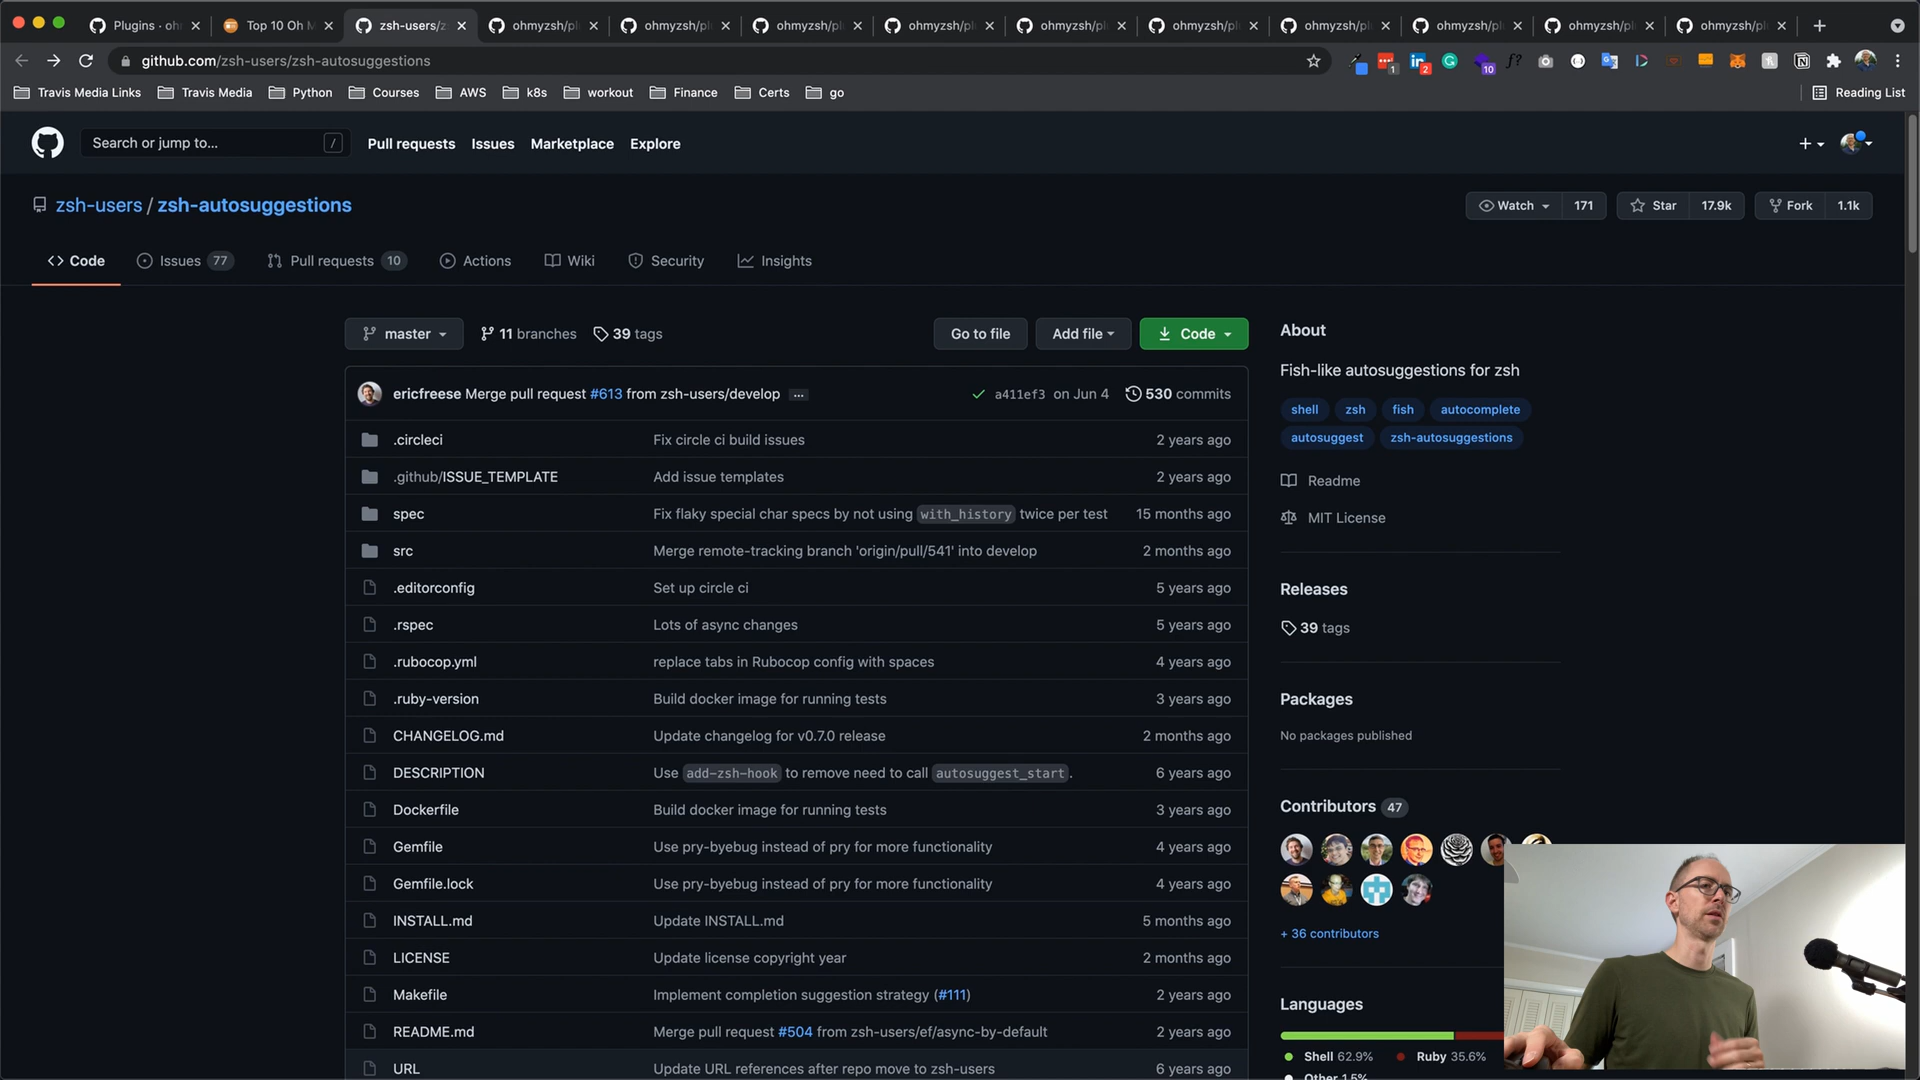 Plugins · oh
Top 10 Oh M
zsh-users/z
ohmyzsh/pl
ohmyzsh/pl
ohmyzsh/pl
ohmyzsh/pl
ohmyzsh/pl
ohmyzsh/pl
ohmyzsh/pl
ohmyzsh/pl
ohmyzsh/pl
ohmyzsh/pl
github.com/zsh-users/zsh-autosuggestions
1
2
10
f?
Travis Media Links
Travis Media
Python
Courses
AWS
k8s
workout
Finance
Certs
go
Reading List
Search or jump to...
/
Pull requests
Issues
Marketplace
Explore
zsh-users / zsh-autosuggestions
Watch 171
Star 17.9k
Fork 1.1k
Code
Issues 77
Pull requests 10
Actions
Wiki
Security
Insights
master
11 branches
39 tags
Go to file
Add file
Code
ericfreese Merge pull request #613 from zsh-users/develop ...
a411ef3 on Jun 4
530 commits
.circleci Fix circle ci build issues 2 years ago
.github/ISSUE_TEMPLATE Add issue templates 2 years ago
spec Fix flaky special char specs by not using with_history twice per test 15 months ago
src Merge remote-tracking branch 'origin/pull/541' into develop 2 months ago
.editorconfig Set up circle ci 5 years ago
.rspec Lots of async changes 5 years ago
.rubocop.yml replace tabs in Rubocop config with spaces 4 years ago
.ruby-version Build docker image for running tests 3 years ago
CHANGELOG.md Update changelog for v0.7.0 release 2 months ago
DESCRIPTION Use add-zsh-hook to remove need to call autosuggest_start. 6 years ago
Dockerfile Build docker image for running tests 3 years ago
Gemfile Use pry-byebug instead of pry for more functionality 4 years ago
Gemfile.lock Use pry-byebug instead of pry for more functionality 4 years ago
INSTALL.md Update INSTALL.md 5 months ago
LICENSE Update license copyright year 2 months ago
Makefile Implement completion suggestion strategy (#111) 2 years ago
README.md Merge pull request #504 from zsh-users/ef/async-by-default 2 years ago
URL Update URL references after repo move to zsh-users 6 years ago
About
Fish-like autosuggestions for zsh
shell zsh fish autocomplete
autosuggest zsh-autosuggestions
Readme
MIT License
Releases
39 tags
Packages
No packages published
Contributors 47
+ 36 contributors
Languages
Shell 62.9% Ruby 35.6%
Other 1.5%